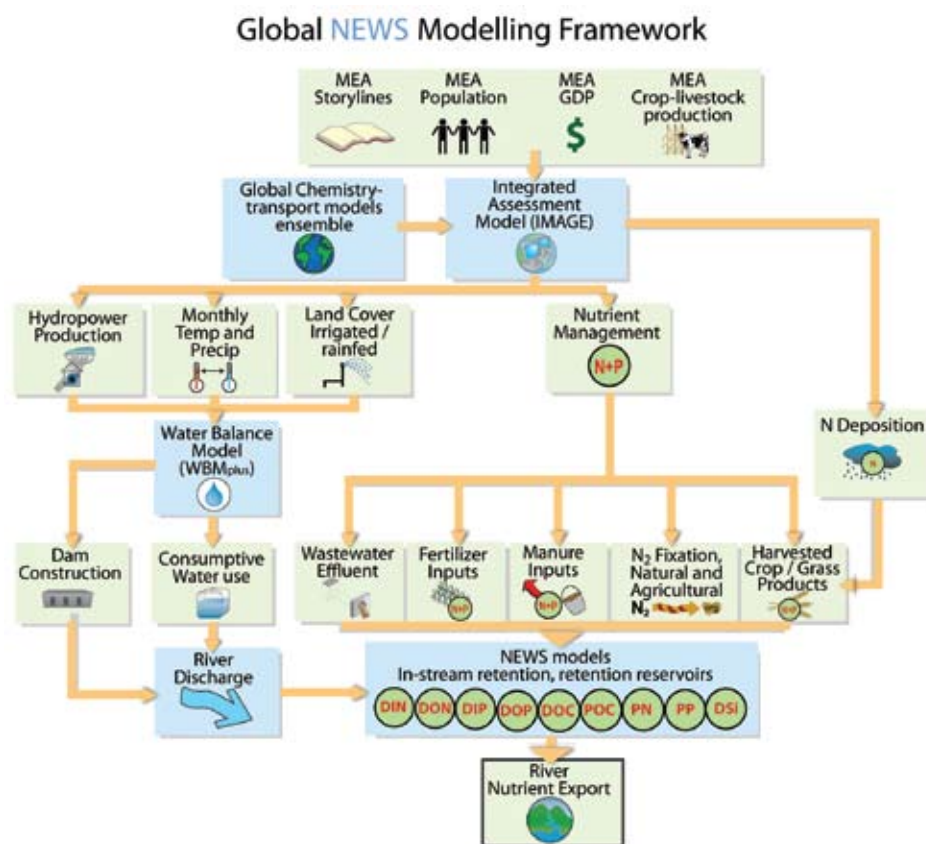 Global NEWS Modelling Framework
MEA
Storylines
MEA
Population
MEA
GDP
$
MEA
Crop-livestock
production
Global Chemistry-
transport models
ensemble
Integrated
Assessment
Model (IMAGE)
Hydropower
Production
Monthly
Temp and
Precip
Land Cover
Irrigated /
rainfed
Nutrient
Management
N+P
N Deposition
N
Water Balance
Model
(WBMplus)
Dam
Construction
Consumptive
Water use
Wastewater
Effluent
Fertilizer
Inputs
N+P
Manure
Inputs
N+P
N₂ Fixation,
Natural and
Agricultural
N₂
Harvested
Crop / Grass
Products
N+P
River
Discharge
NEWS models
In-stream retention, retention reservoirs
DIN DON DIP DOP DOC POC PN PP DSi
River
Nutrient Export